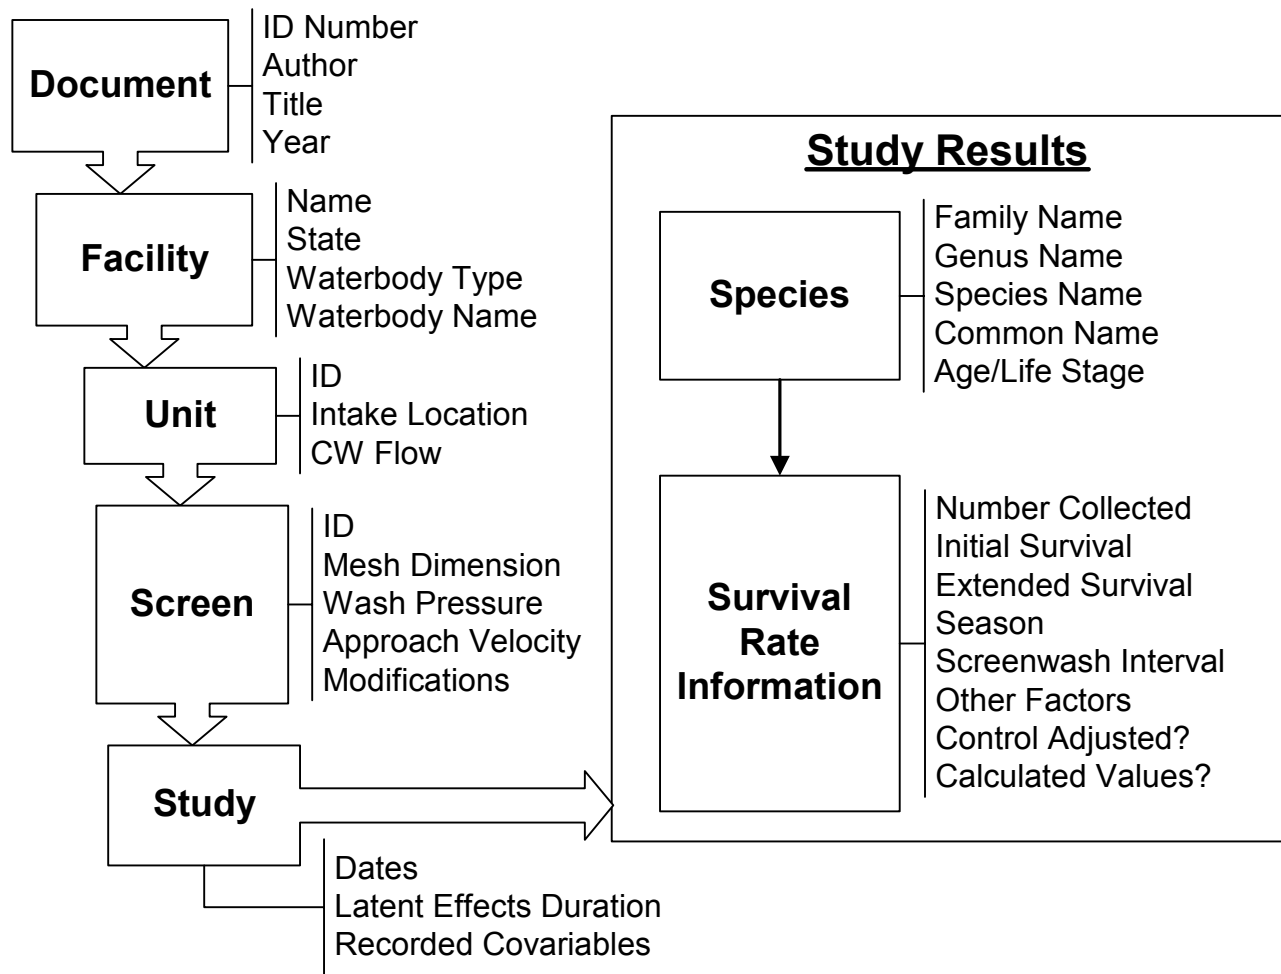 Document
ID Number
Author
Title
Year
Facility
Name
State
Waterbody Type
Waterbody Name
Unit
ID
Intake Location
CW Flow
Screen
ID
Mesh Dimension
Wash Pressure
Approach Velocity
Modifications
Study
Dates
Latent Effects Duration
Recorded Covariables
Study Results
Species
Family Name
Genus Name
Species Name
Common Name
Age/Life Stage
Survival
Rate
Information
Number Collected
Initial Survival
Extended Survival
Season
Screenwash Interval
Other Factors
Control Adjusted?
Calculated Values?